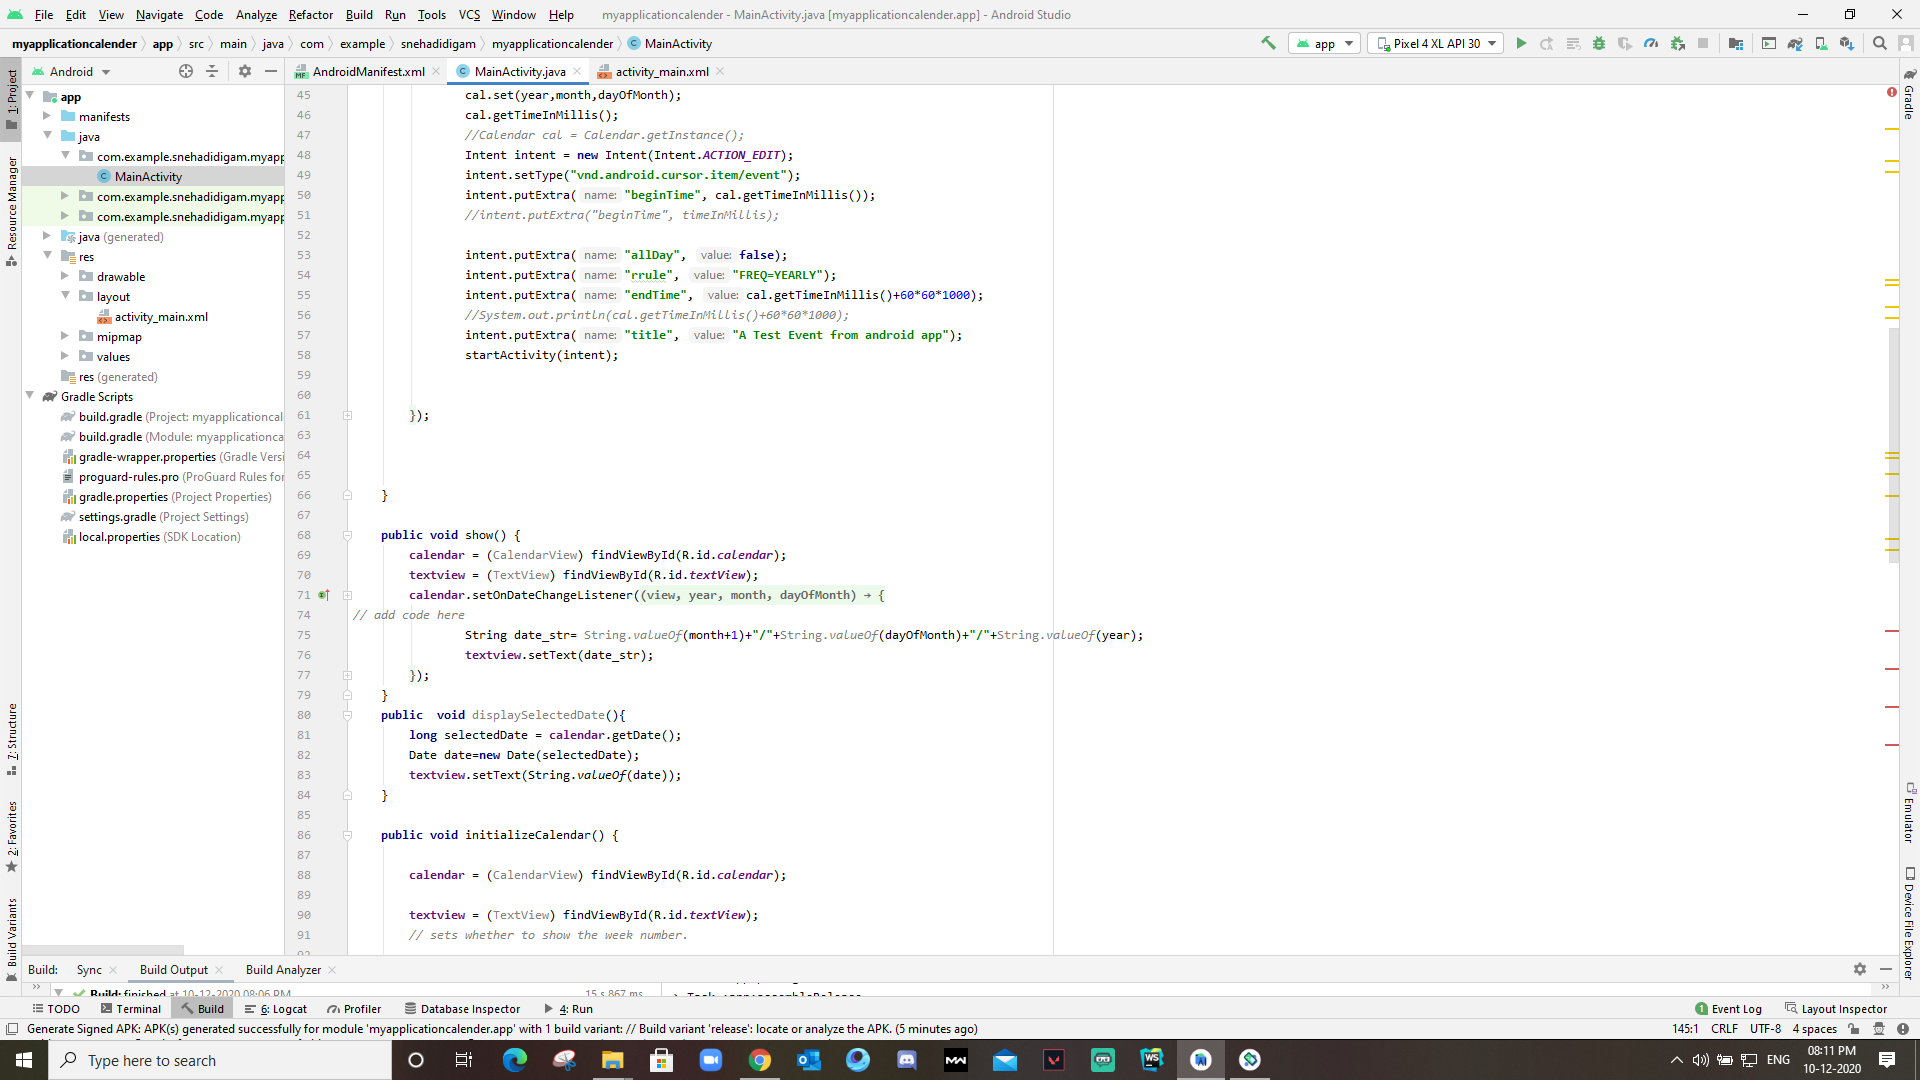 File Edit View Navigate Code Analyze Refactor Build Run Tools VCS Window Help myapplicationcalender - MainActivity.java [myapplicationcalender.app] - Android Studio
myapplicationcalender app src main java com example snehadidigam myapplicationcalender MainActivity app Pixel 4 XL API 30
Android AndroidManifest.xml MainActivity.java activity_main.xml
1: Project
Resource Manager
7: Structure
2: Favorites
Build Variants
app
manifests
java
com.example.snehadidigam.myapp
MainActivity
com.example.snehadidigam.myapp
com.example.snehadidigam.myapp
java (generated)
res
drawable
layout
activity_main.xml
mipmap
values
res (generated)
Gradle Scripts
build.gradle (Project: myapplicationcal
build.gradle (Module: myapplicationca
gradle-wrapper.properties (Gradle Versi
proguard-rules.pro (ProGuard Rules for
gradle.properties (Project Properties)
settings.gradle (Project Settings)
local.properties (SDK Location)
45 cal.set(year,month,dayOfMonth);
46 cal.getTimeInMillis();
47 //Calendar cal = Calendar.getInstance();
48 Intent intent = new Intent(Intent.ACTION_EDIT);
49 intent.setType("vnd.android.cursor.item/event");
50 intent.putExtra( name: "beginTime", cal.getTimeInMillis());
51 //intent.putExtra("beginTime", timeInMillis);
52
53 intent.putExtra( name: "allDay", value: false);
54 intent.putExtra( name: "rrule", value: "FREQ=YEARLY");
55 intent.putExtra( name: "endTime", value: cal.getTimeInMillis()+60*60*1000);
56 //System.out.println(cal.getTimeInMillis()+60*60*1000);
57 intent.putExtra( name: "title", value: "A Test Event from android app");
58 startActivity(intent);
59
60
61 });
63
64
65
66 }
67
68 public void show() {
69 calendar = (CalendarView) findViewById(R.id.calendar);
70 textview = (TextView) findViewById(R.id.textView);
71 calendar.setOnDateChangeListener((view, year, month, dayOfMonth) → {
74 // add code here
75 String date_str= String.valueOf(month+1)+"/"+String.valueOf(dayOfMonth)+"/"+String.valueOf(year);
76 textview.setText(date_str);
77 });
79 }
80 public  void displaySelectedDate(){
81 long selectedDate = calendar.getDate();
82 Date date=new Date(selectedDate);
83 textview.setText(String.valueOf(date));
84 }
85
86 public void initializeCalendar() {
87
88 calendar = (CalendarView) findViewById(R.id.calendar);
89
90 textview = (TextView) findViewById(R.id.textView);
91 // sets whether to show the week number.
Gradle
Emulator
Device File Explorer
Build: Sync Build Output Build Analyzer
Build: finished at 10-12-2020 08:06 PM 15 s 867 ms
TODO Terminal Build 6: Logcat Profiler Database Inspector 4: Run 1 Event Log Layout Inspector
Generate Signed APK: APK(s) generated successfully for module 'myapplicationcalender.app' with 1 build variant: // Build variant 'release': locate or analyze the APK. (5 minutes ago) 145:1 CRLF UTF-8 4 spaces
Type here to search MW WS ENG 08:11 PM
10-12-2020